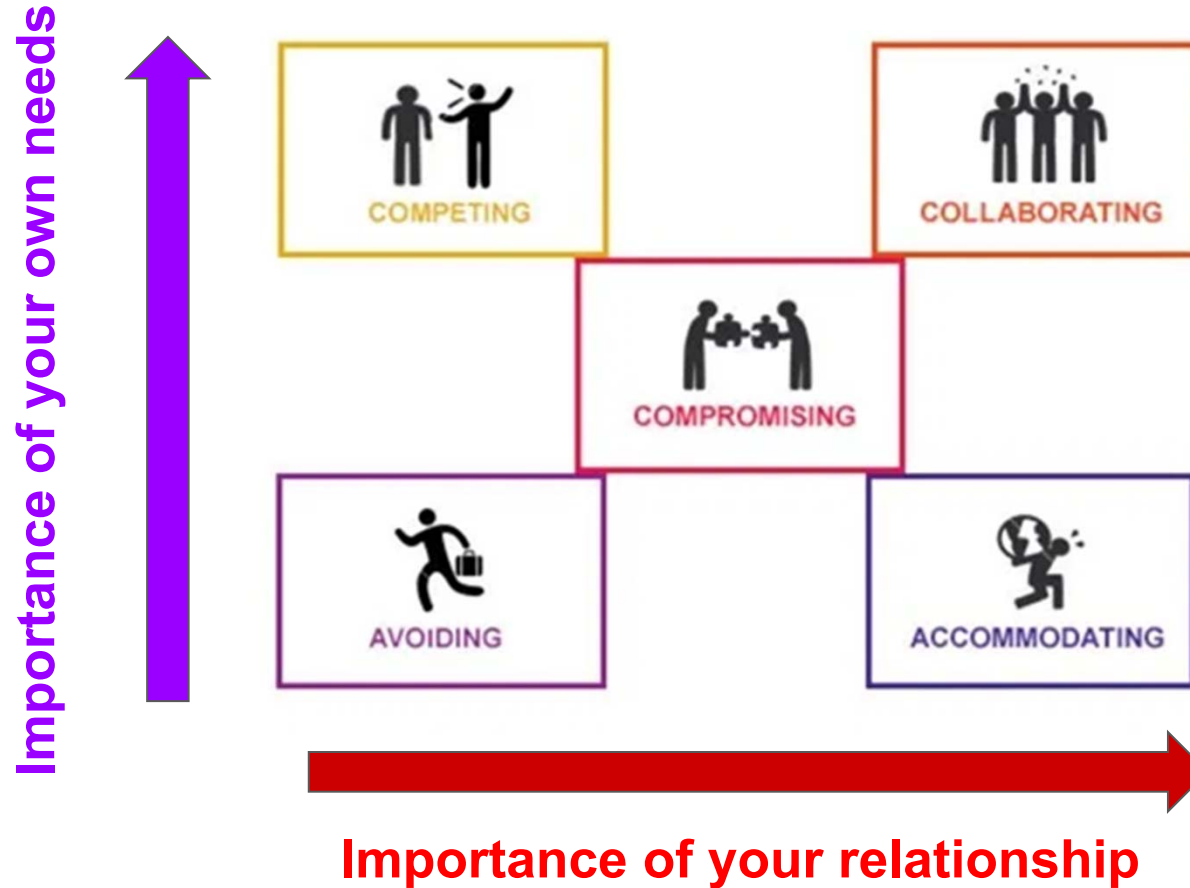 Importance of your own needs
COMPETING
COLLABORATING
COMPROMISING
AVOIDING
ACCOMMODATING
Importance of your relationship